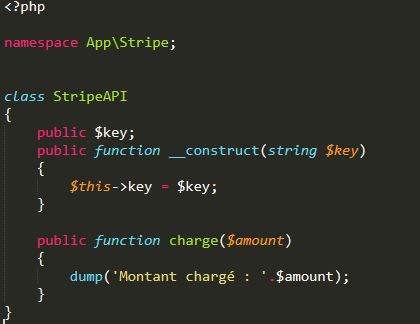 <?php
namespace App\Stripe;
class StripeAPI
{
    public $key;
    public function __construct(string $key)
    {
        $this->key = $key;
    }
    public function charge($amount)
    {
        dump('Montant chargé : '.$amount);
    }
}